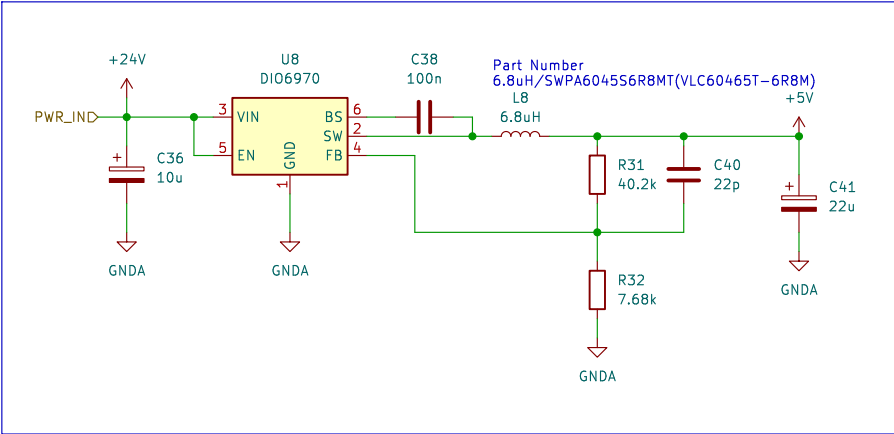 +24V
PWR_IN
C36
10u
GNDA
U8
DIO6970
3
VIN
5
EN
GND
1
BS
6
SW
2
FB
4
GNDA
C38
100n
Part Number
6.8uH/SWPA6045S6R8MT(VLC60465T-6R8M)
L8
6.8uH
+5V
R31
40.2k
C40
22p
C41
22u
GNDA
R32
7.68k
GNDA